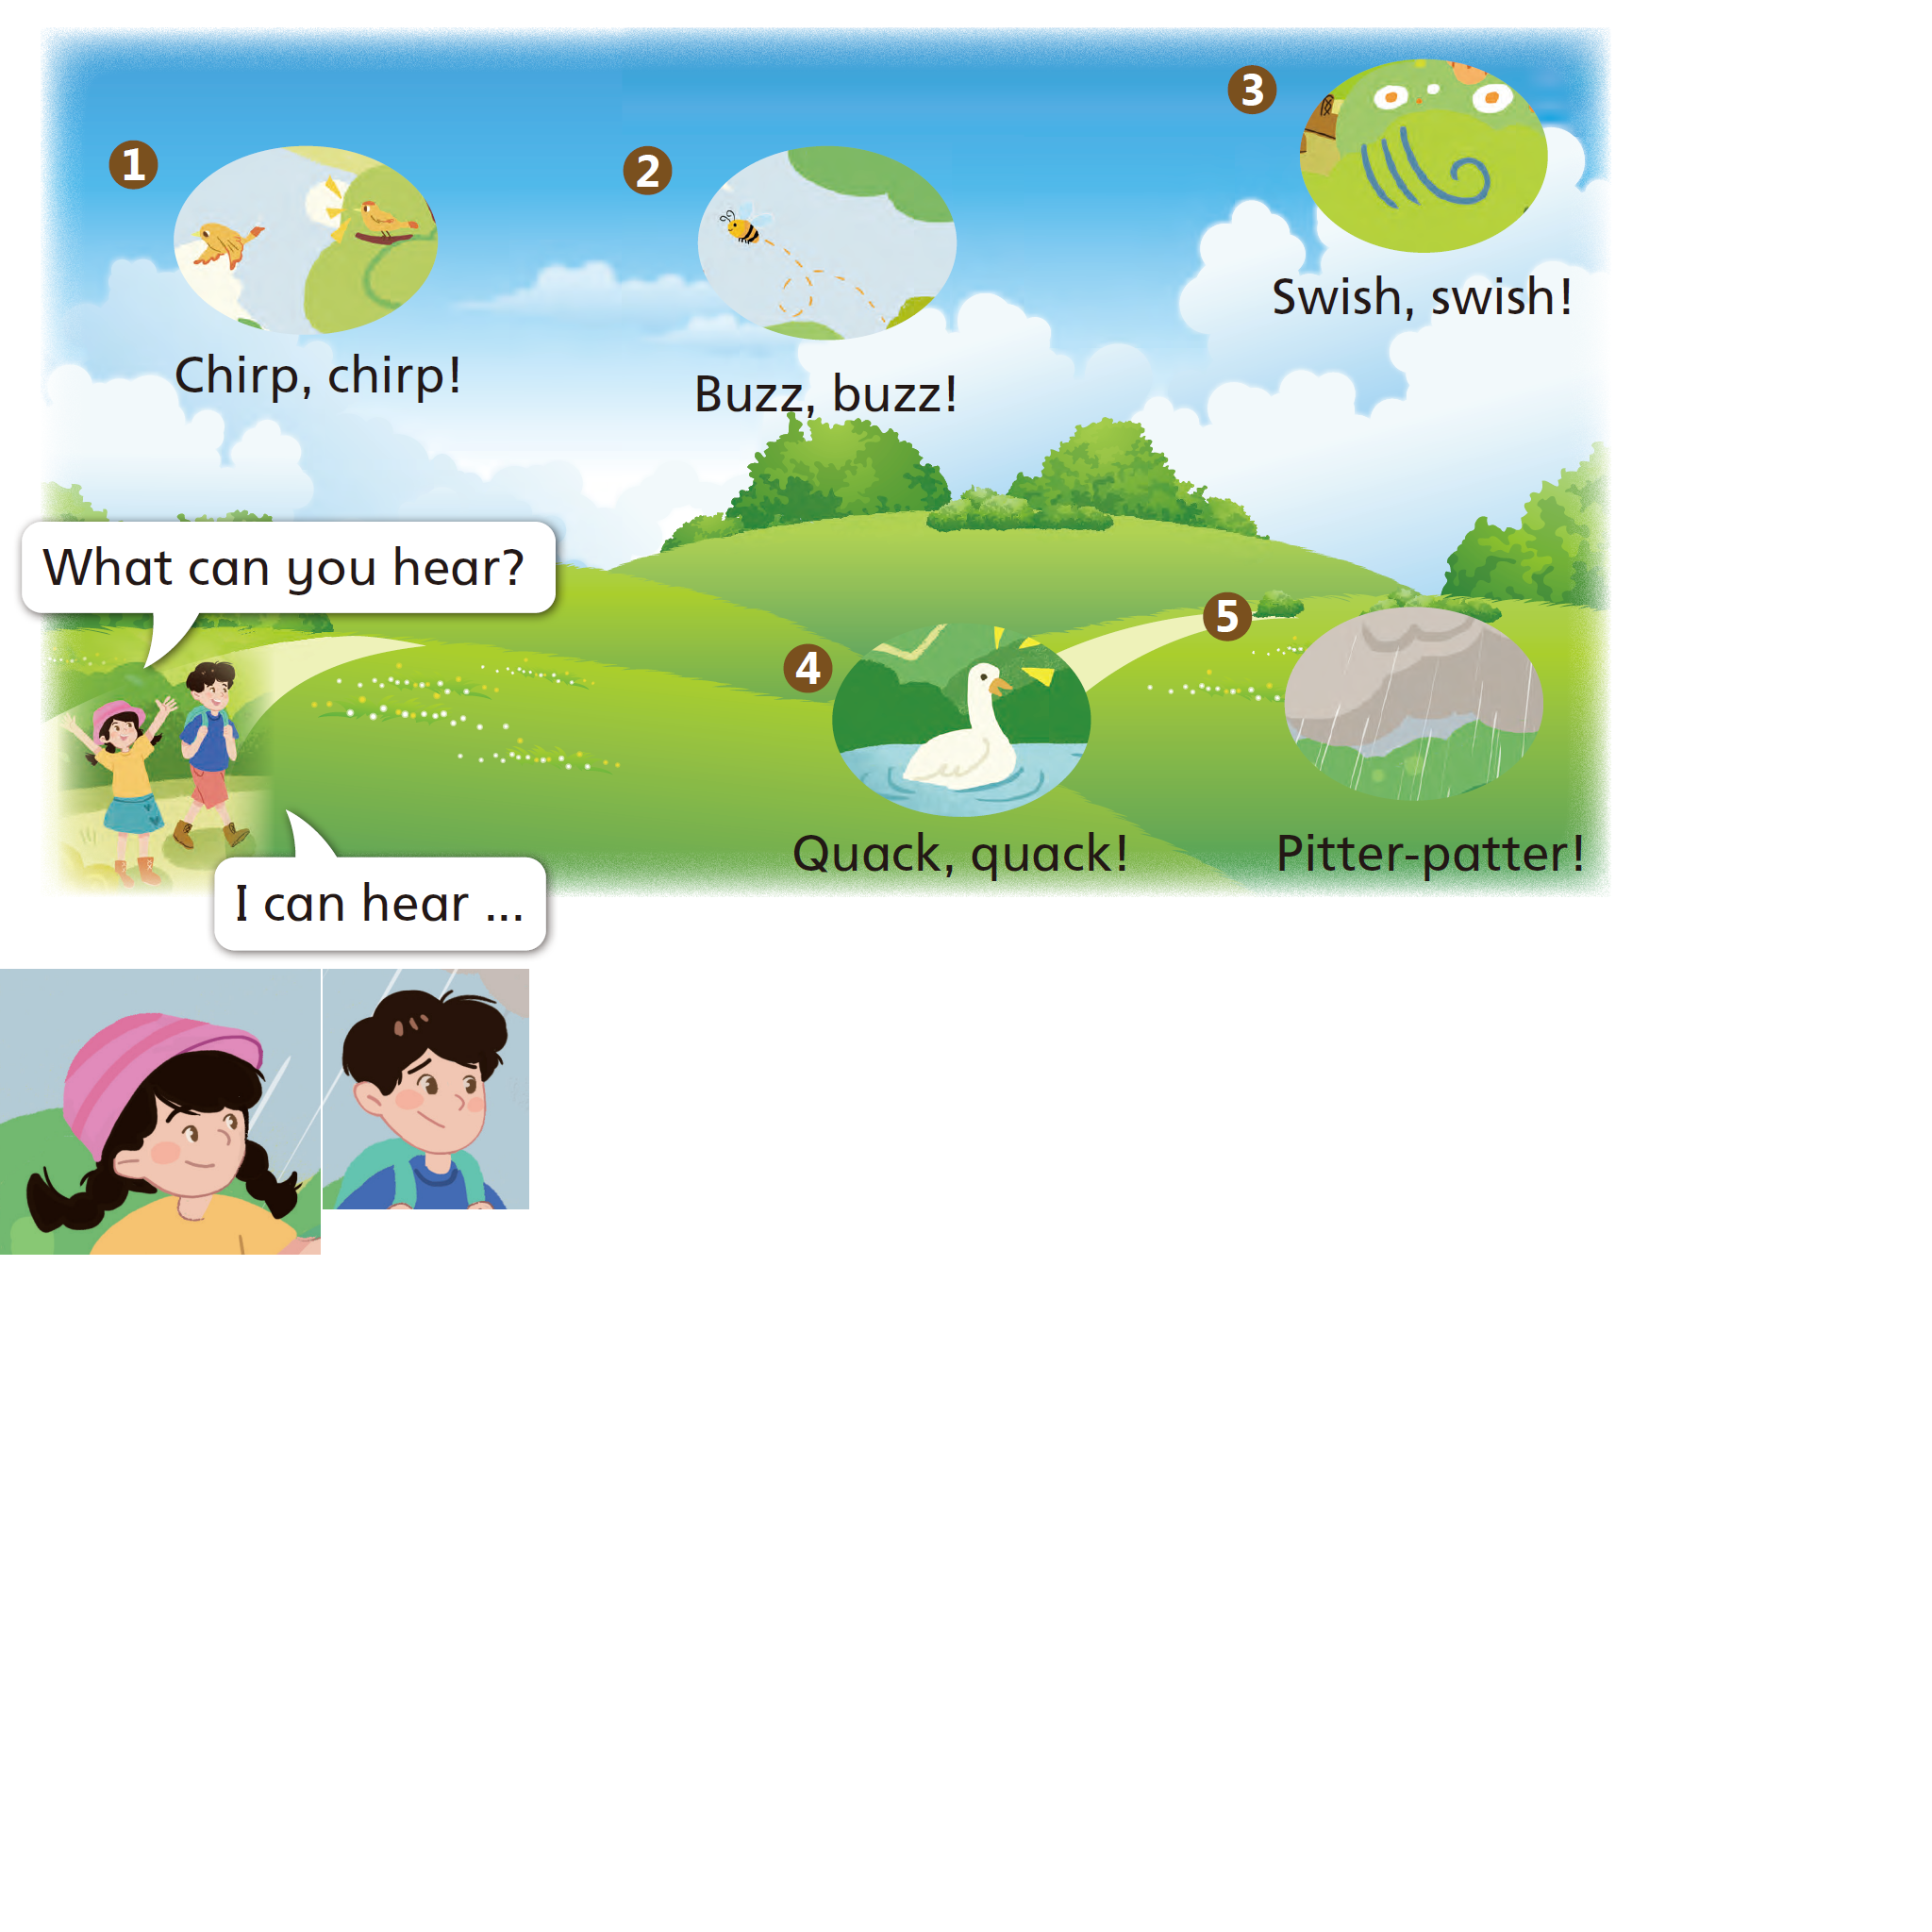 1
Chirp, chirp!
2
Buzz, buzz!
3
Swish, swish!
What can you hear?
I can hear ...
4
Quack, quack!
5
Pitter-patter!